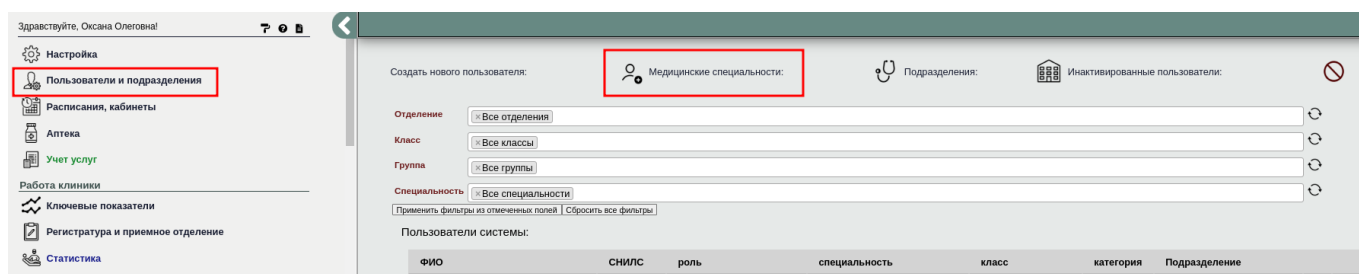 Здравствуйте, Оксана Олеговна!
Настройка
Пользователи и подразделения
Расписания, кабинеты
Аптека
Учет услуг
Работа клиники
Ключевые показатели
Регистратура и приемное отделение
Статистика
Создать нового пользователя: Медицинские специальности: Подразделения: Инактивированные пользователи:
Отделение ×Все отделения
Класс ×Все классы
Группа ×Все группы
Специальность ×Все специальности
Применить фильтры из отмеченных полей Сбросить все фильтры
Пользователи системы:
ФИО СНИЛС роль специальность класс категория Подразделение